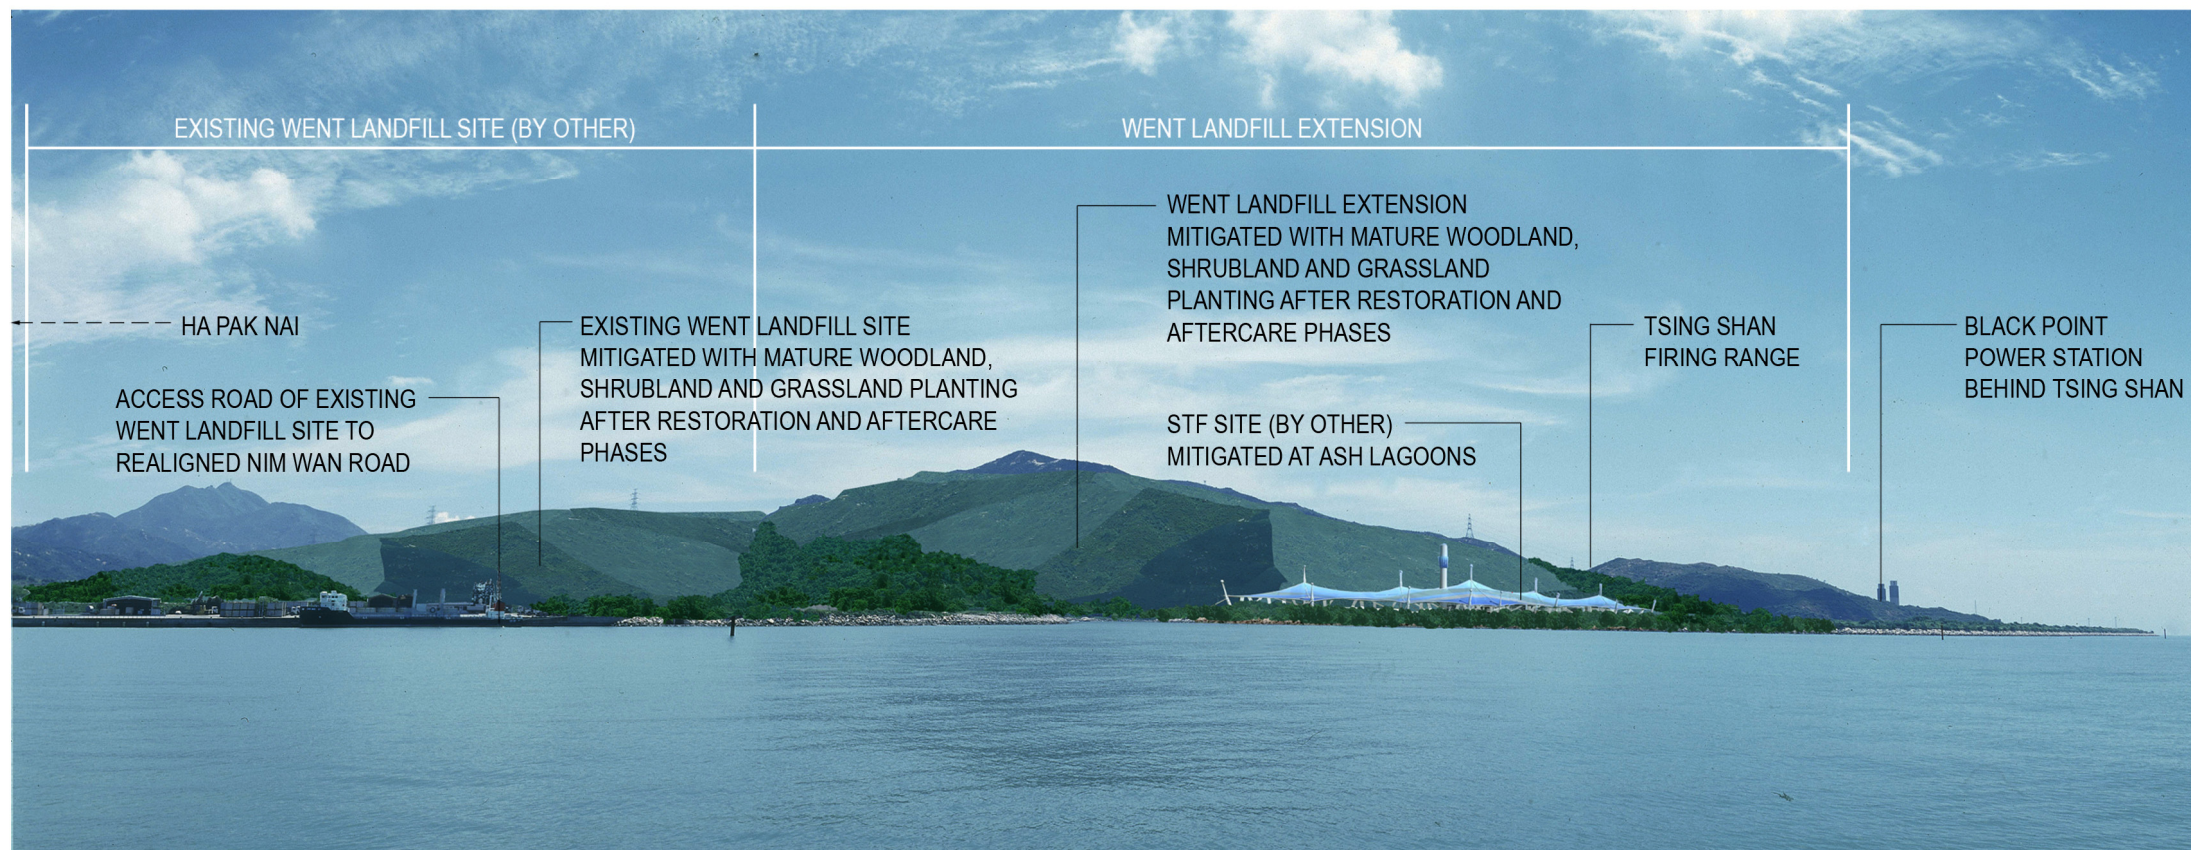 EXISTING WENT LANDFILL SITE (BY OTHER)
WENT LANDFILL EXTENSION
HA PAK NAI
ACCESS ROAD OF EXISTING
WENT LANDFILL SITE TO
REALIGNED NIM WAN ROAD
EXISTING WENT LANDFILL SITE
MITIGATED WITH MATURE WOODLAND,
SHRUBLAND AND GRASSLAND PLANTING
AFTER RESTORATION AND AFTERCARE
PHASES
WENT LANDFILL EXTENSION
MITIGATED WITH MATURE WOODLAND,
SHRUBLAND AND GRASSLAND
PLANTING AFTER RESTORATION AND
AFTERCARE PHASES
STF SITE (BY OTHER)
MITIGATED AT ASH LAGOONS
TSING SHAN
FIRING RANGE
BLACK POINT
POWER STATION
BEHIND TSING SHAN